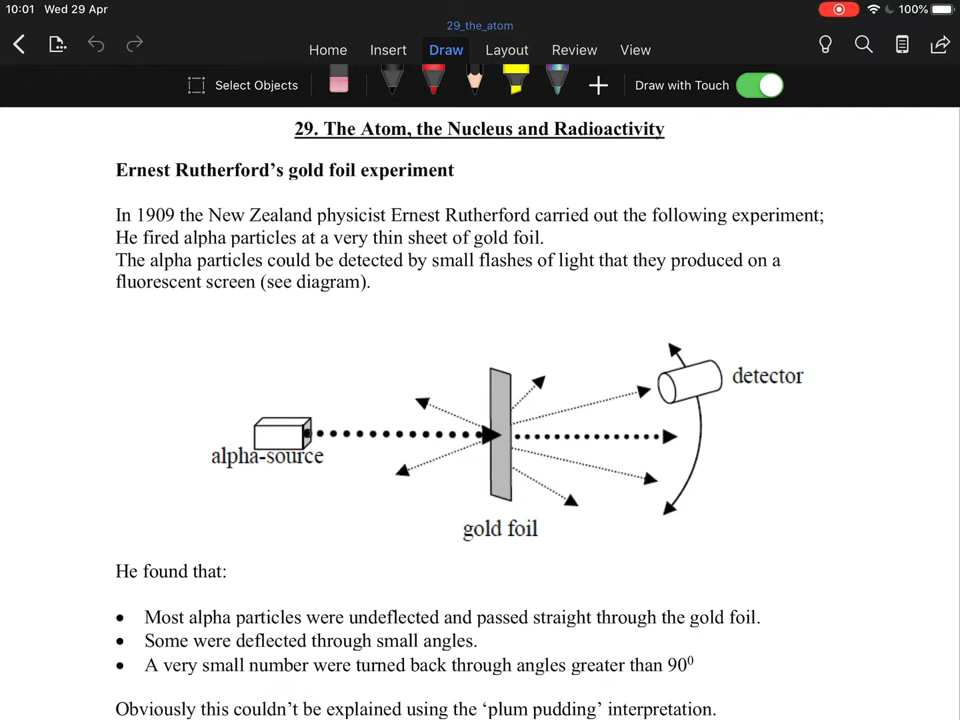 10:01 Wed 29 Apr
100%
29_the_atom
Home Insert Draw Layout Review View
Select Objects
Draw with Touch
29. The Atom, the Nucleus and Radioactivity
Ernest Rutherford’s gold foil experiment
In 1909 the New Zealand physicist Ernest Rutherford carried out the following experiment;
He fired alpha particles at a very thin sheet of gold foil.
The alpha particles could be detected by small flashes of light that they produced on a
fluorescent screen (see diagram).
detector
alpha-source
gold foil
He found that:
• Most alpha particles were undeflected and passed straight through the gold foil.
• Some were deflected through small angles.
• A very small number were turned back through angles greater than 90⁰
Obviously this couldn’t be explained using the ‘plum pudding’ interpretation.